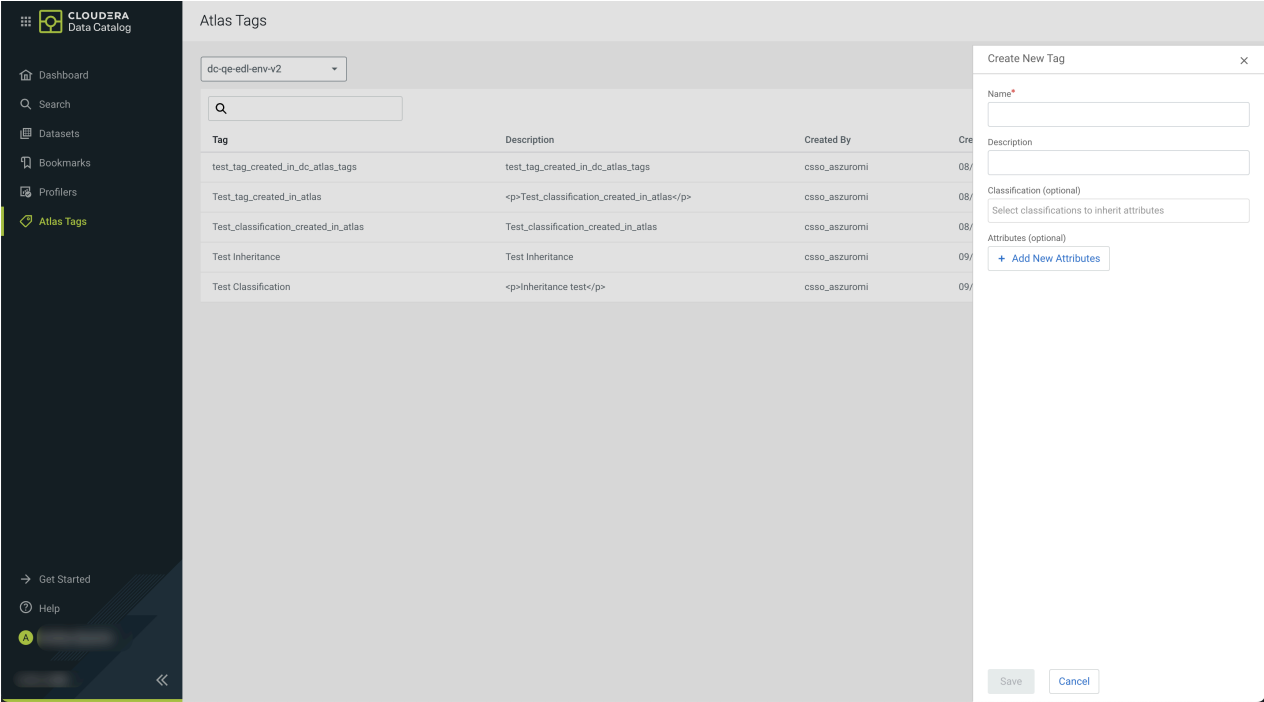 CLOUDERA
Data Catalog
Dashboard
Search
Datasets
Bookmarks
Profilers
Atlas Tags
Get Started
Help
A
Atlas Tags
dc-qe-edl-env-v2
Tag Description Created By Cre
test_tag_created_in_dc_atlas_tags test_tag_created_in_dc_atlas_tags csso_aszuromi 08/
Test_tag_created_in_atlas <p>Test_classification_created_in_atlas</p> csso_aszuromi 08/
Test_classification_created_in_atlas Test_classification_created_in_atlas csso_aszuromi 08/
Test Inheritance Test Inheritance csso_aszuromi 09/
Test Classification <p>Inheritance test</p> csso_aszuromi 09/
Create New Tag
Name*
Description
Classification (optional)
Select classifications to inherit attributes
Attributes (optional)
+ Add New Attributes
Save Cancel